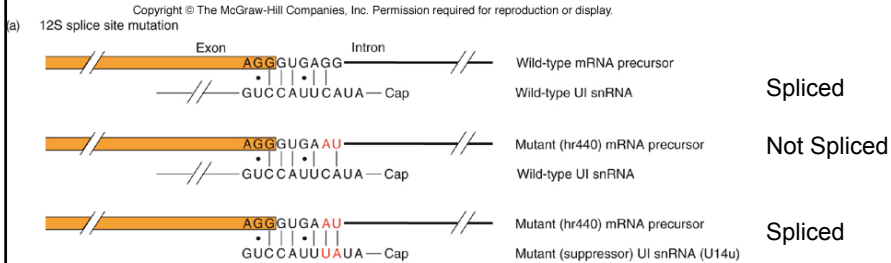 Copyright © The McGraw-Hill Companies, Inc. Permission required for reproduction or display.
(a) 12S splice site mutation
Exon Intron
AGGGUGAGG Wild-type mRNA precursor
GUCCAUUCAUA—Cap Wild-type UI snRNA
Spliced
AGGGUGAAU Mutant (hr440) mRNA precursor
Not Spliced
GUCCAUUCAUA—Cap Wild-type UI snRNA
AGGGUGAAU Mutant (hr440) mRNA precursor
Spliced
GUCCAUUUAUA—Cap Mutant (suppressor) UI snRNA (U14u)